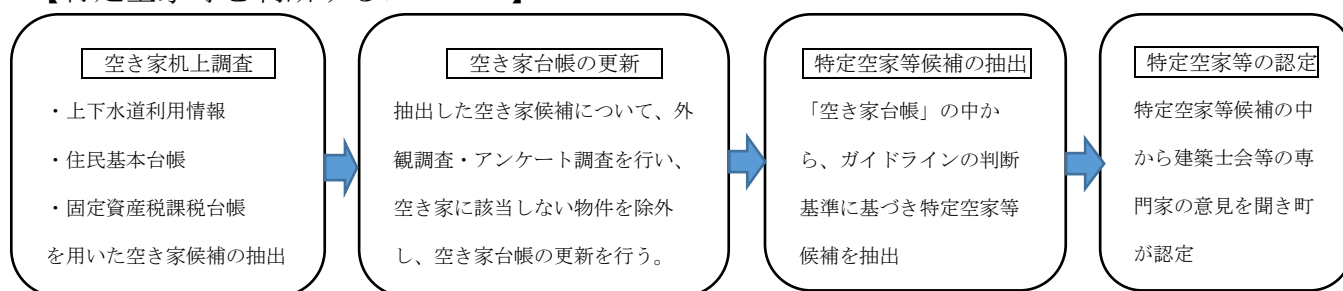 空き家机上調査
・上下水道利用情報
・住民基本台帳
・固定資産税課税台帳
を用いた空き家候補の抽出
空き家台帳の更新
抽出した空き家候補について、外
観調査・アンケート調査を行い、
空き家に該当しない物件を除外
し、空き家台帳の更新を行う。
特定空家等候補の抽出
「空き家台帳」の中か
ら、ガイドラインの判断
基準に基づき特定空家等
候補を抽出
特定空家等の認定
特定空家等候補の中
から建築士会等の専
門家の意見を聞き町
が認定